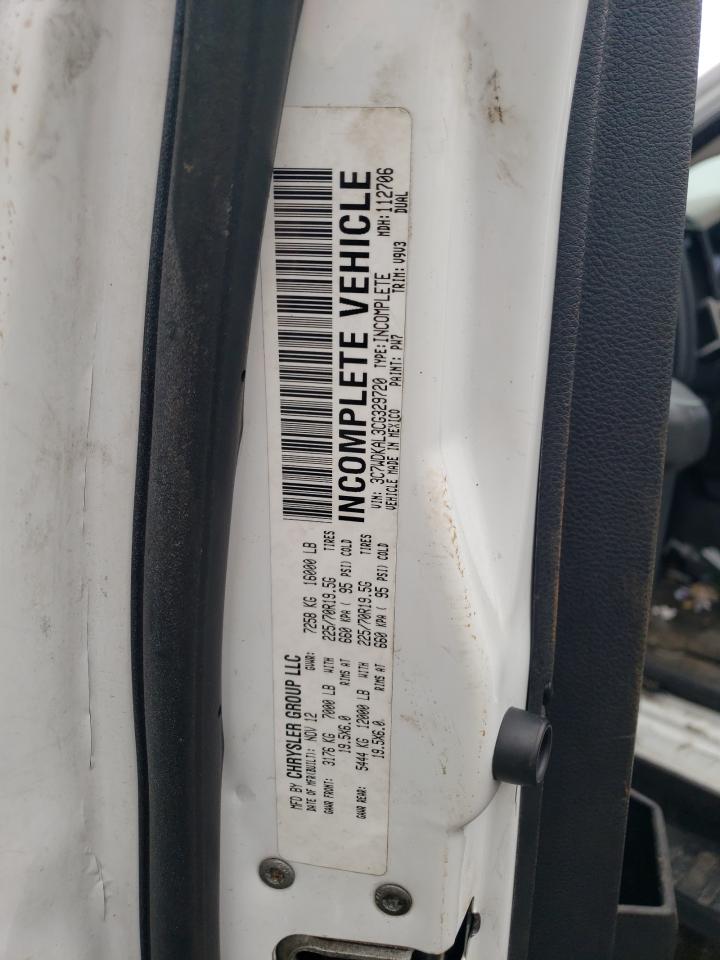 MFD BY CHRYSLER GROUP LLC
DATE OF MFR(BUILT): NOV 12 GVWR: 7258 KG 16000 LB
GAWR FRONT: 3176 KG 7000 LB WITH 225/70R19.5G TIRES
19.5X6.0 RIMS AT 660 KPA ( 95 PSI) COLD
GAWR REAR: 5444 KG 12000 LB WITH 225/70R19.5G TIRES
19.5X6.0. RIMS AT 660 KPA ( 95 PSI) COLD
INCOMPLETE VEHICLE
VIN: 3C7WDKAL3CG329720 TYPE:INCOMPLETE MDH:112706
VEHICLE MADE IN MEXICO PAINT: PW7 TRIM: V9V3 DUAL